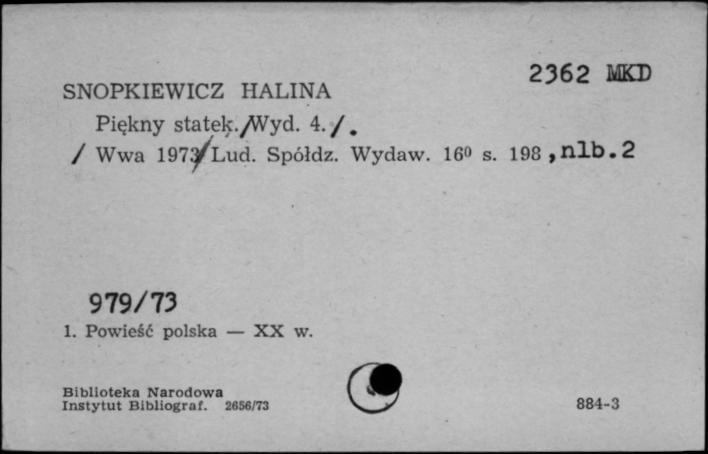 2362 MKD
SNOPKIEWICZ HALINA
Piękny statek./Wyd. 4./.
/ Wwa 1973/Lud. Spółdz. Wydaw. 16⁰ s. 198,nlb.2
979/73
1. Powieść polska — XX w.
Biblioteka Narodowa
Instytut Bibliograf. 2656/73
884-3